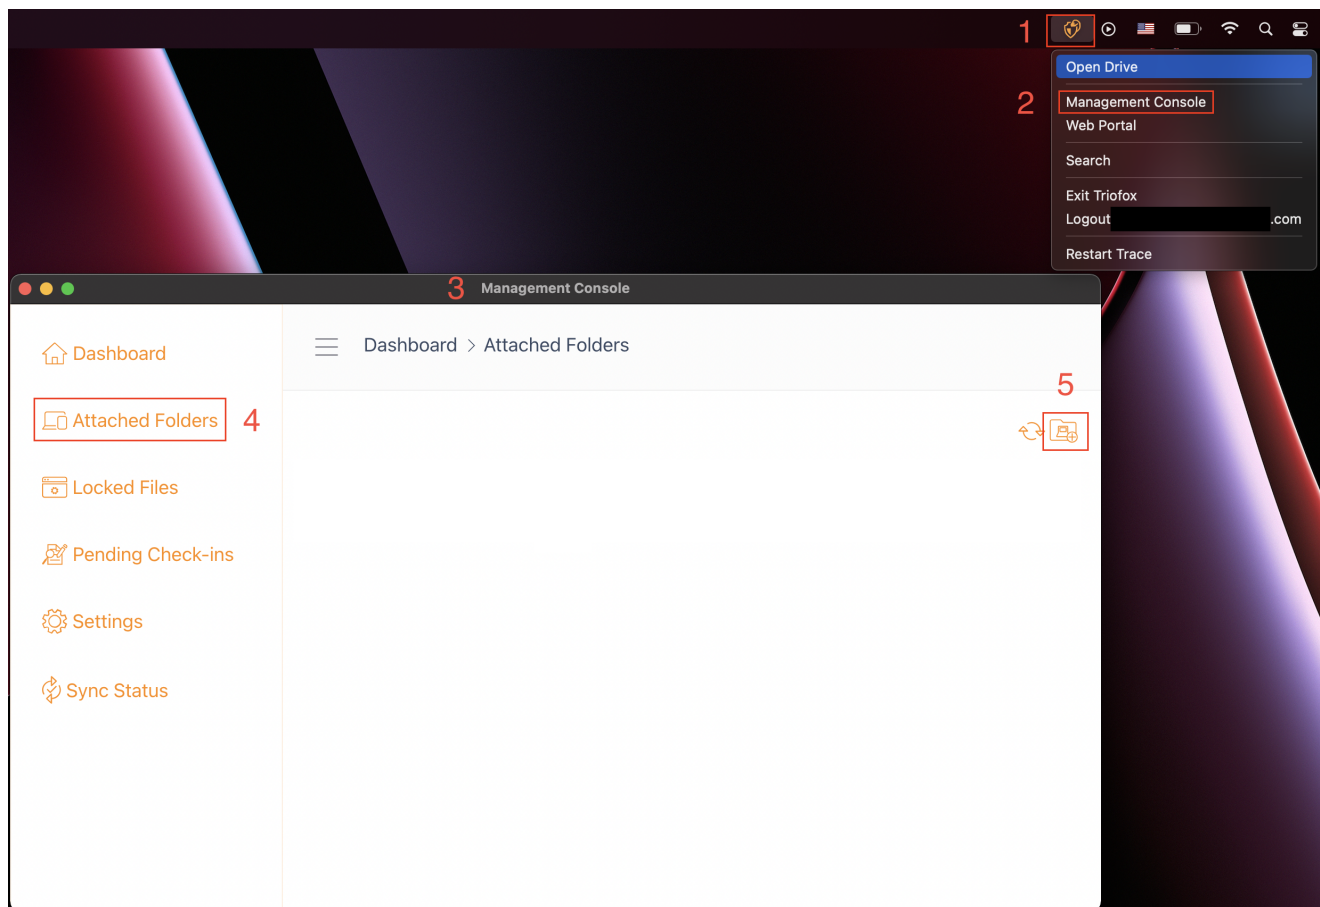 1
Open Drive
2
Management Console
Web Portal
Search
Exit Triofox
Logout .com
Restart Trace
3
Management Console
Dashboard
Dashboard > Attached Folders
Attached Folders
4
5
Locked Files
Pending Check-ins
Settings
Sync Status